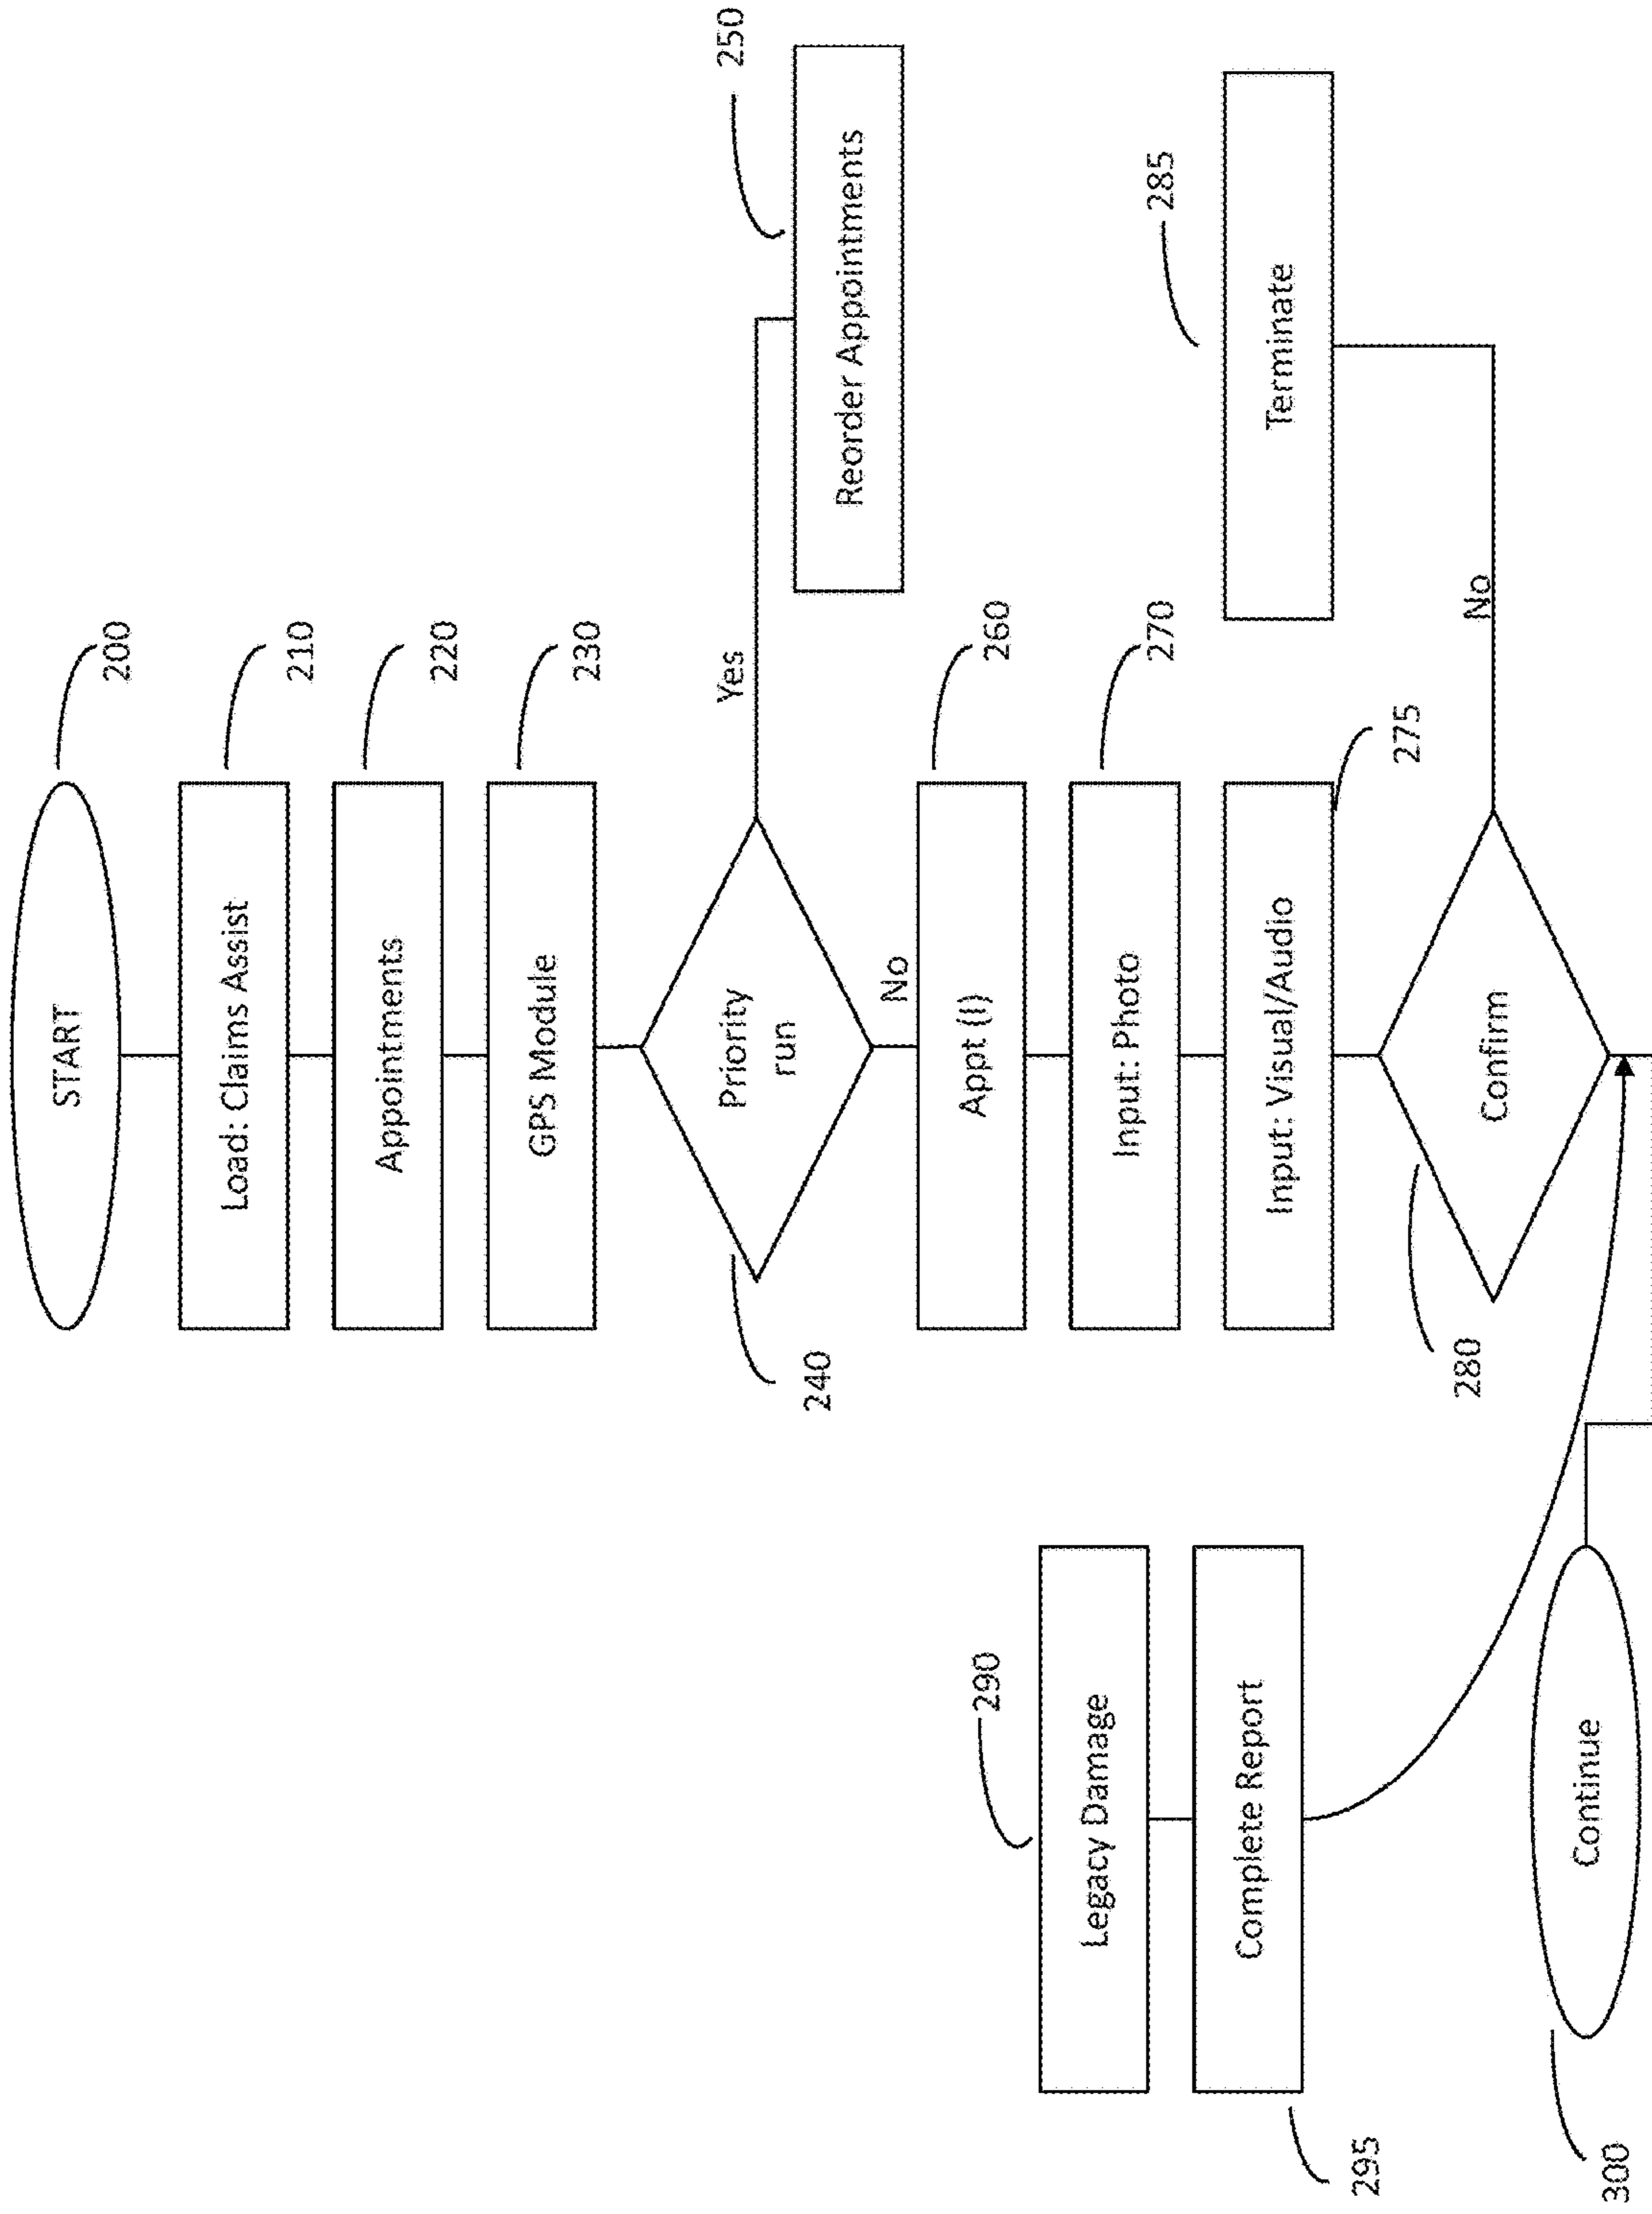 START
200
Load: Claims Assist
210
Appointments
220
GPS Module
230
Priority
run
240
Yes
250
Reorder Appointments
No
Appt (I)
260
Input: Photo
270
Input: Visual/Audio
275
Confirm
280
No
Terminate
285
Legacy Damage
290
Complete Report
295
Continue
300